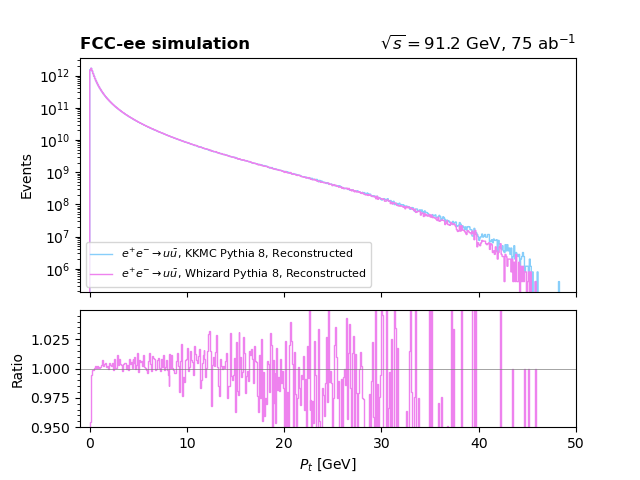 FCC-ee simulation
√s = 91.2 GeV, 75 ab⁻¹
10¹²
10¹¹
10¹⁰
10⁹
10⁸
10⁷
10⁶
Events
e⁺e⁻→uū, KKMC Pythia 8, Reconstructed
e⁺e⁻→uū, Whizard Pythia 8, Reconstructed
1.025
1.000
0.975
0.950
Ratio
0 10 20 30 40 50
Pₜ [GeV]